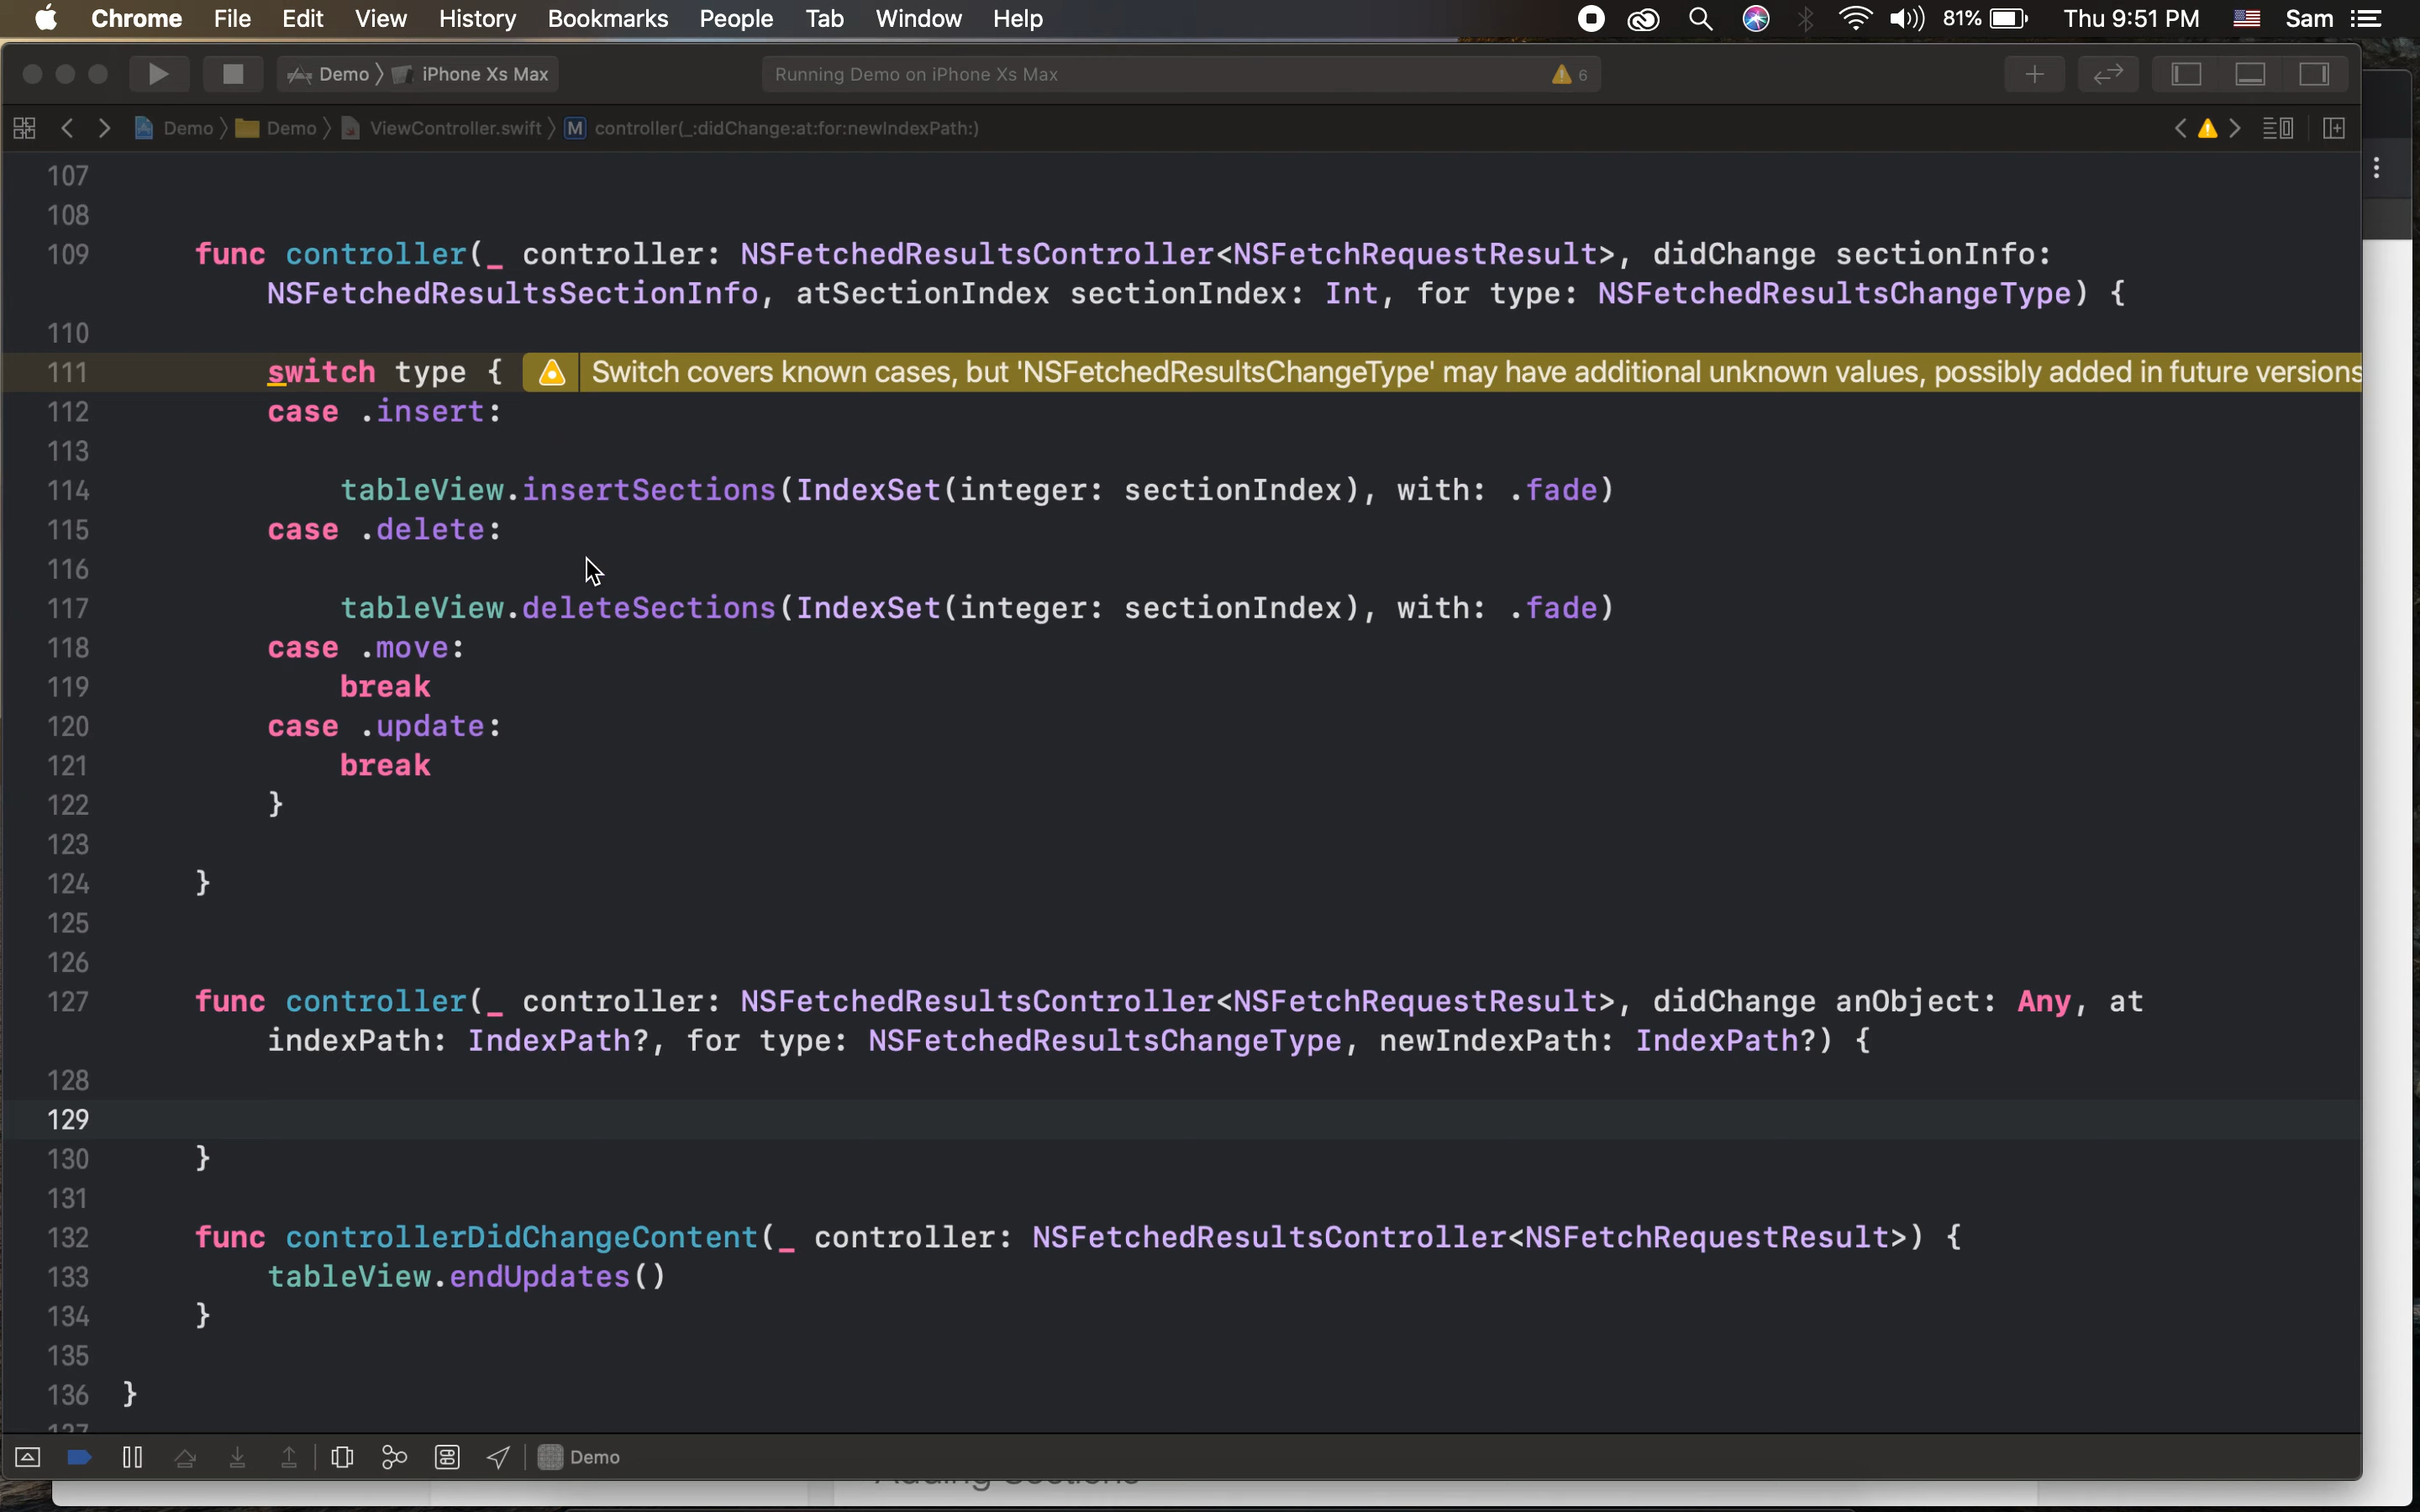 Chrome File Edit View History Bookmarks People Tab Window Help 81% Thu 9:51 PM Sam
Demo 〉 iPhone Xs Max Running Demo on iPhone Xs Max 6
Demo 〉 Demo 〉 ViewController.swift 〉 M controller(_:didChange:at:for:newIndexPath:)
107
108
109 func controller(_ controller: NSFetchedResultsController<NSFetchRequestResult>, didChange sectionInfo:
NSFetchedResultsSectionInfo, atSectionIndex sectionIndex: Int, for type: NSFetchedResultsChangeType) {
110
111 switch type { Switch covers known cases, but 'NSFetchedResultsChangeType' may have additional unknown values, possibly added in future versions
112 case .insert:
113
114 tableView.insertSections(IndexSet(integer: sectionIndex), with: .fade)
115 case .delete:
116
117 tableView.deleteSections(IndexSet(integer: sectionIndex), with: .fade)
118 case .move:
119 break
120 case .update:
121 break
122 }
123
124 }
125
126
127 func controller(_ controller: NSFetchedResultsController<NSFetchRequestResult>, didChange anObject: Any, at
indexPath: IndexPath?, for type: NSFetchedResultsChangeType, newIndexPath: IndexPath?) {
128
129
130 }
131
132 func controllerDidChangeContent(_ controller: NSFetchedResultsController<NSFetchRequestResult>) {
133 tableView.endUpdates()
134 }
135
136 }
Demo